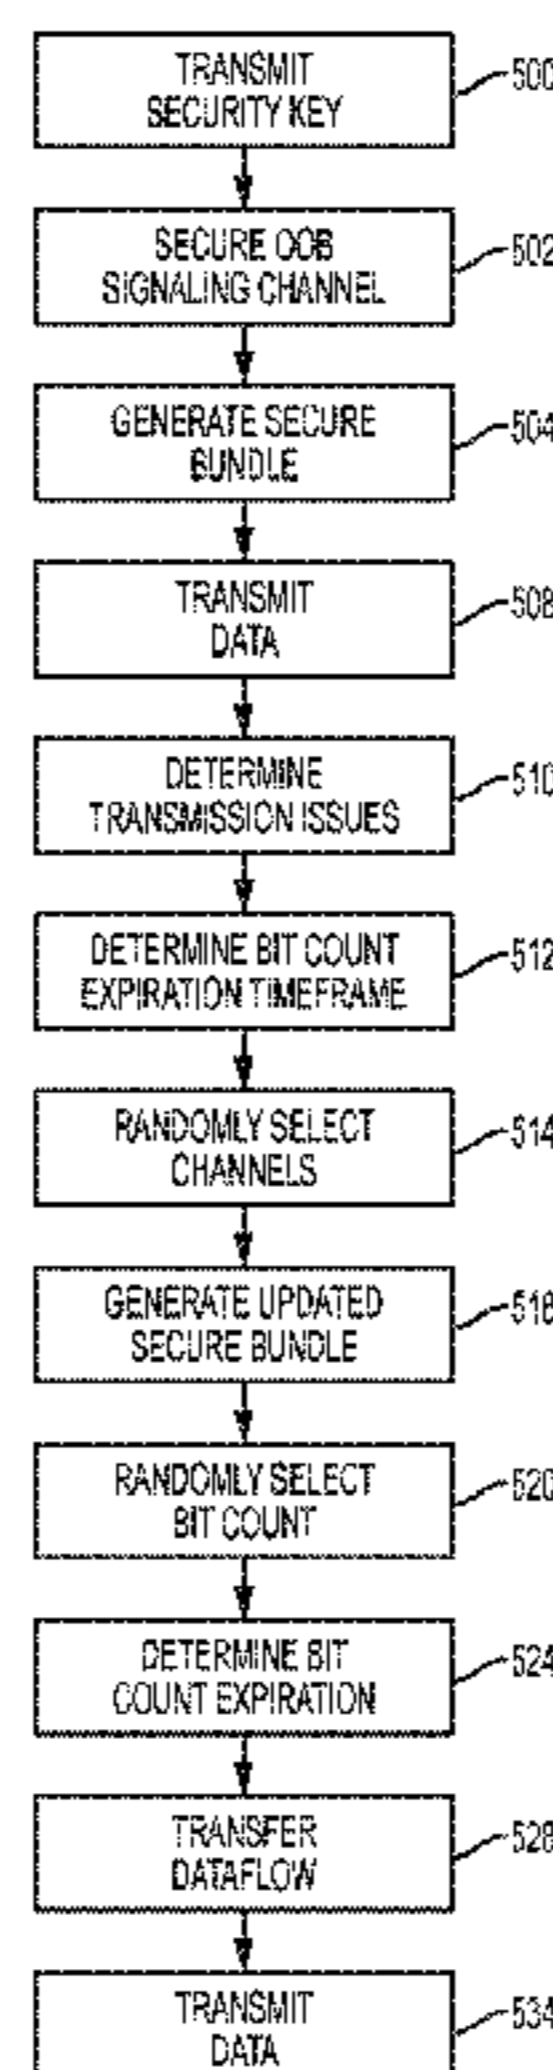 TRANSMIT
SECURITY KEY
500
SECURE OOB
SIGNALING CHANNEL
502
GENERATE SECURE
BUNDLE
504
TRANSMIT
DATA
508
DETERMINE
TRANSMISSION ISSUES
510
DETERMINE BIT COUNT
EXPIRATION TIMEFRAME
512
RANDOMLY SELECT
CHANNELS
514
GENERATE UPDATED
SECURE BUNDLE
516
RANDOMLY SELECT
BIT COUNT
520
DETERMINE BIT
COUNT EXPIRATION
524
TRANSFER
DATAFLOW
528
TRANSMIT
DATA
534